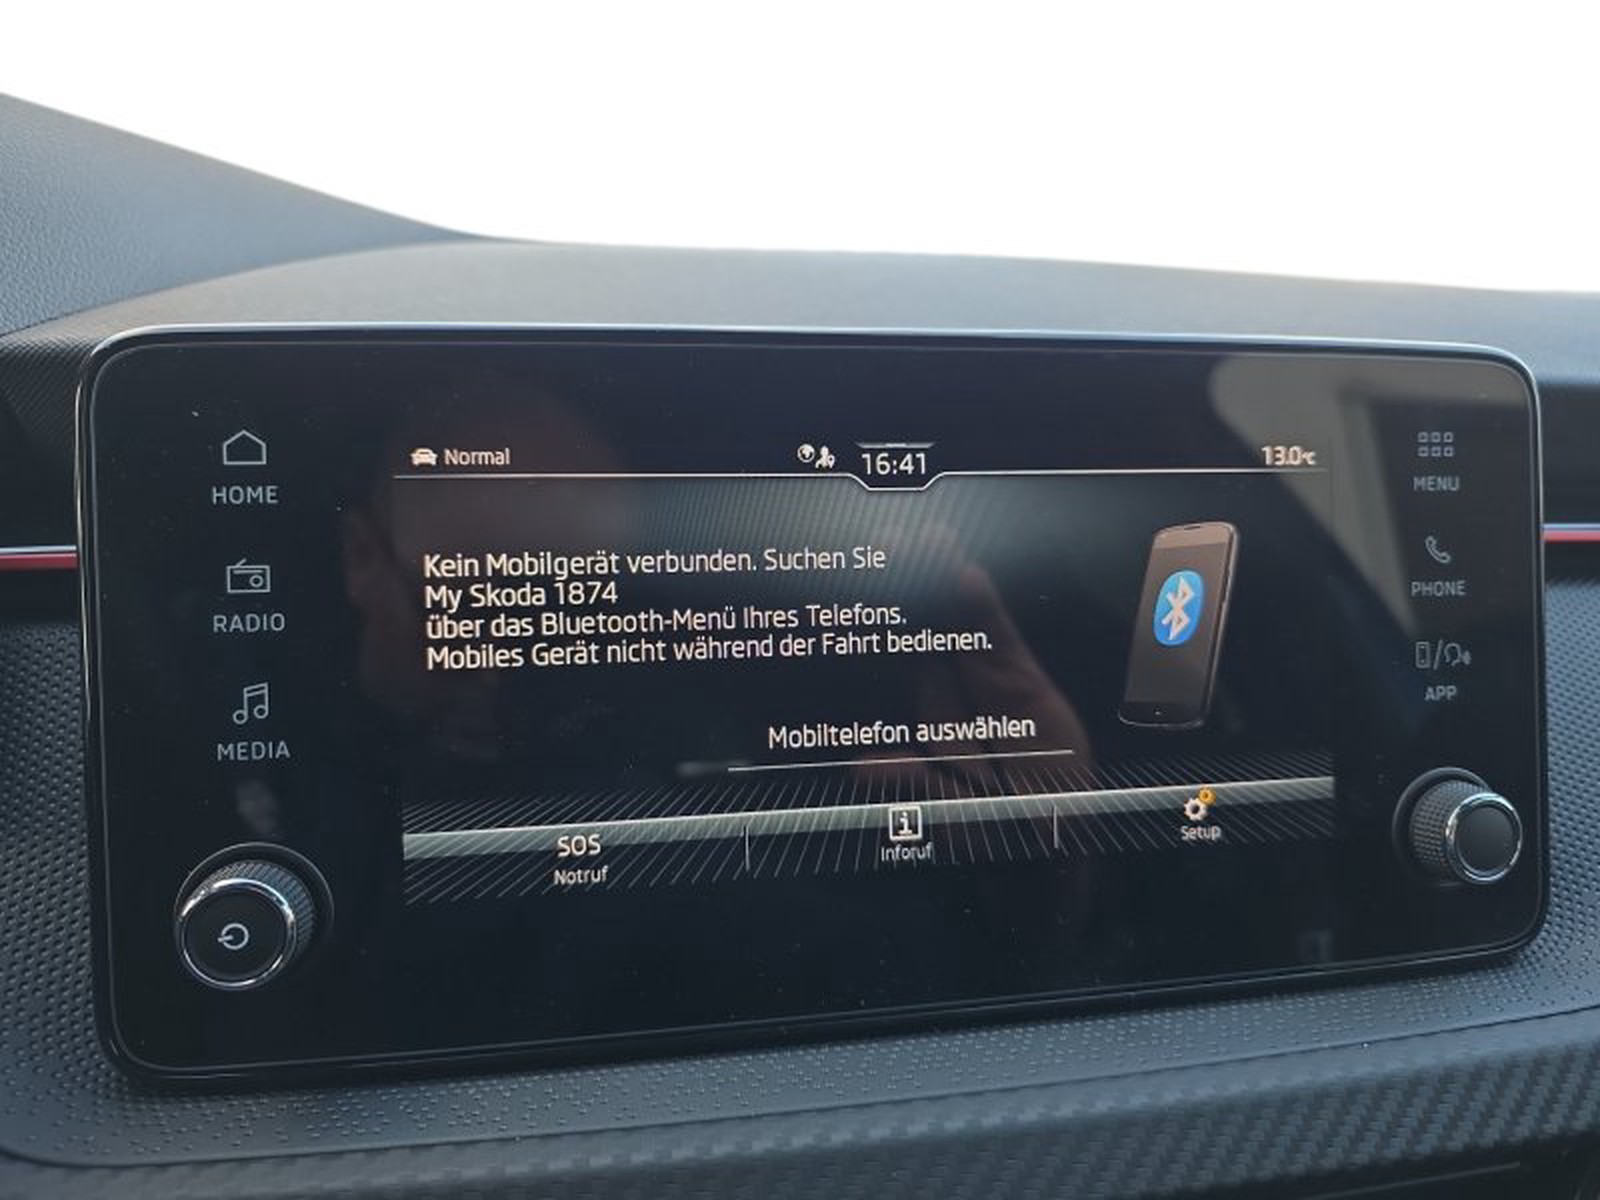 Normal
16:41
13.0°C
HOME
RADIO
MEDIA
Kein Mobilgerät verbunden. Suchen Sie
My Skoda 1874
über das Bluetooth-Menü Ihres Telefons.
Mobiles Gerät nicht während der Fahrt bedienen.
Mobiltelefon auswählen
SOS
Notruf
i
Inforuf
Setup
MENU
PHONE
APP